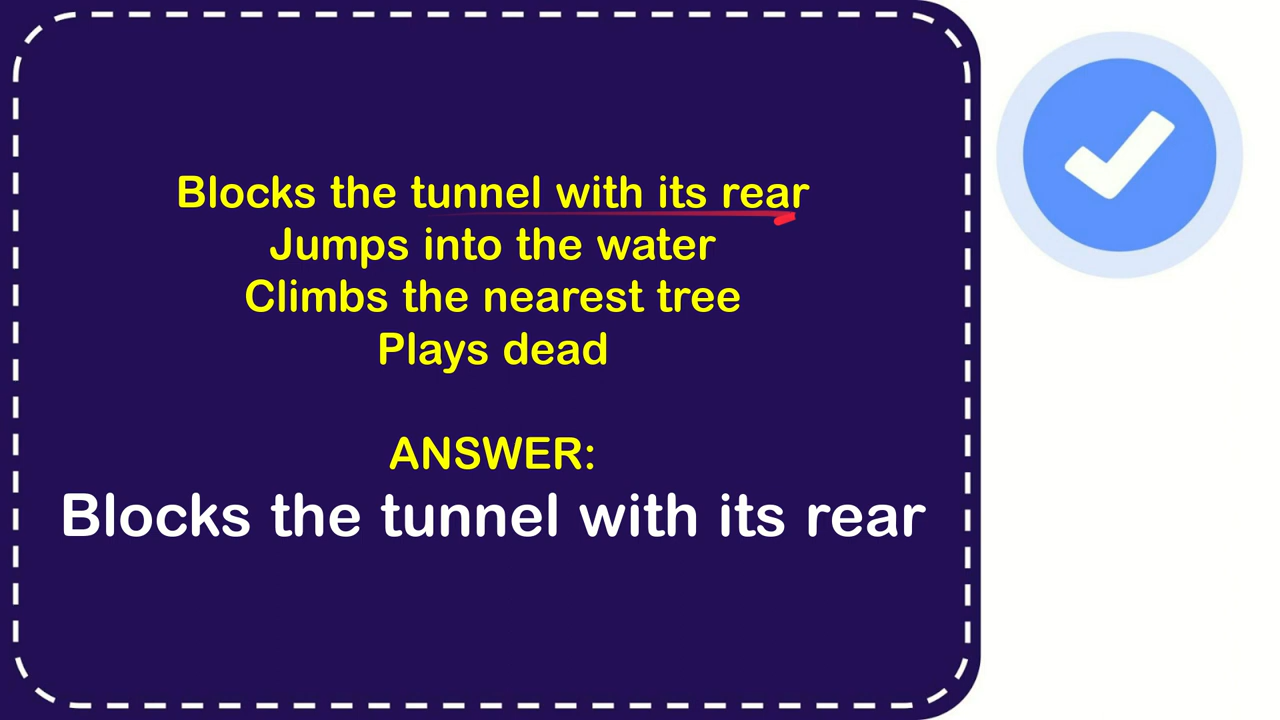 Blocks the tunnel with its rear
Jumps into the water
Climbs the nearest tree
Plays dead
ANSWER:
Blocks the tunnel with its rear